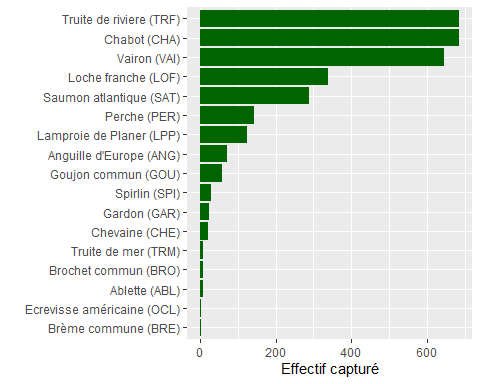 Truite de riviere (TRF)
Chabot (CHA)
Vairon (VAI)
Loche franche (LOF)
Saumon atlantique (SAT)
Perche (PER)
Lamproie de Planer (LPP)
Anguille d'Europe (ANG)
Goujon commun (GOU)
Spirlin (SPI)
Gardon (GAR)
Chevaine (CHE)
Truite de mer (TRM)
Brochet commun (BRO)
Ablette (ABL)
Ecrevisse américaine (OCL)
Brème commune (BRE)
0 200 400 600
Effectif capturé